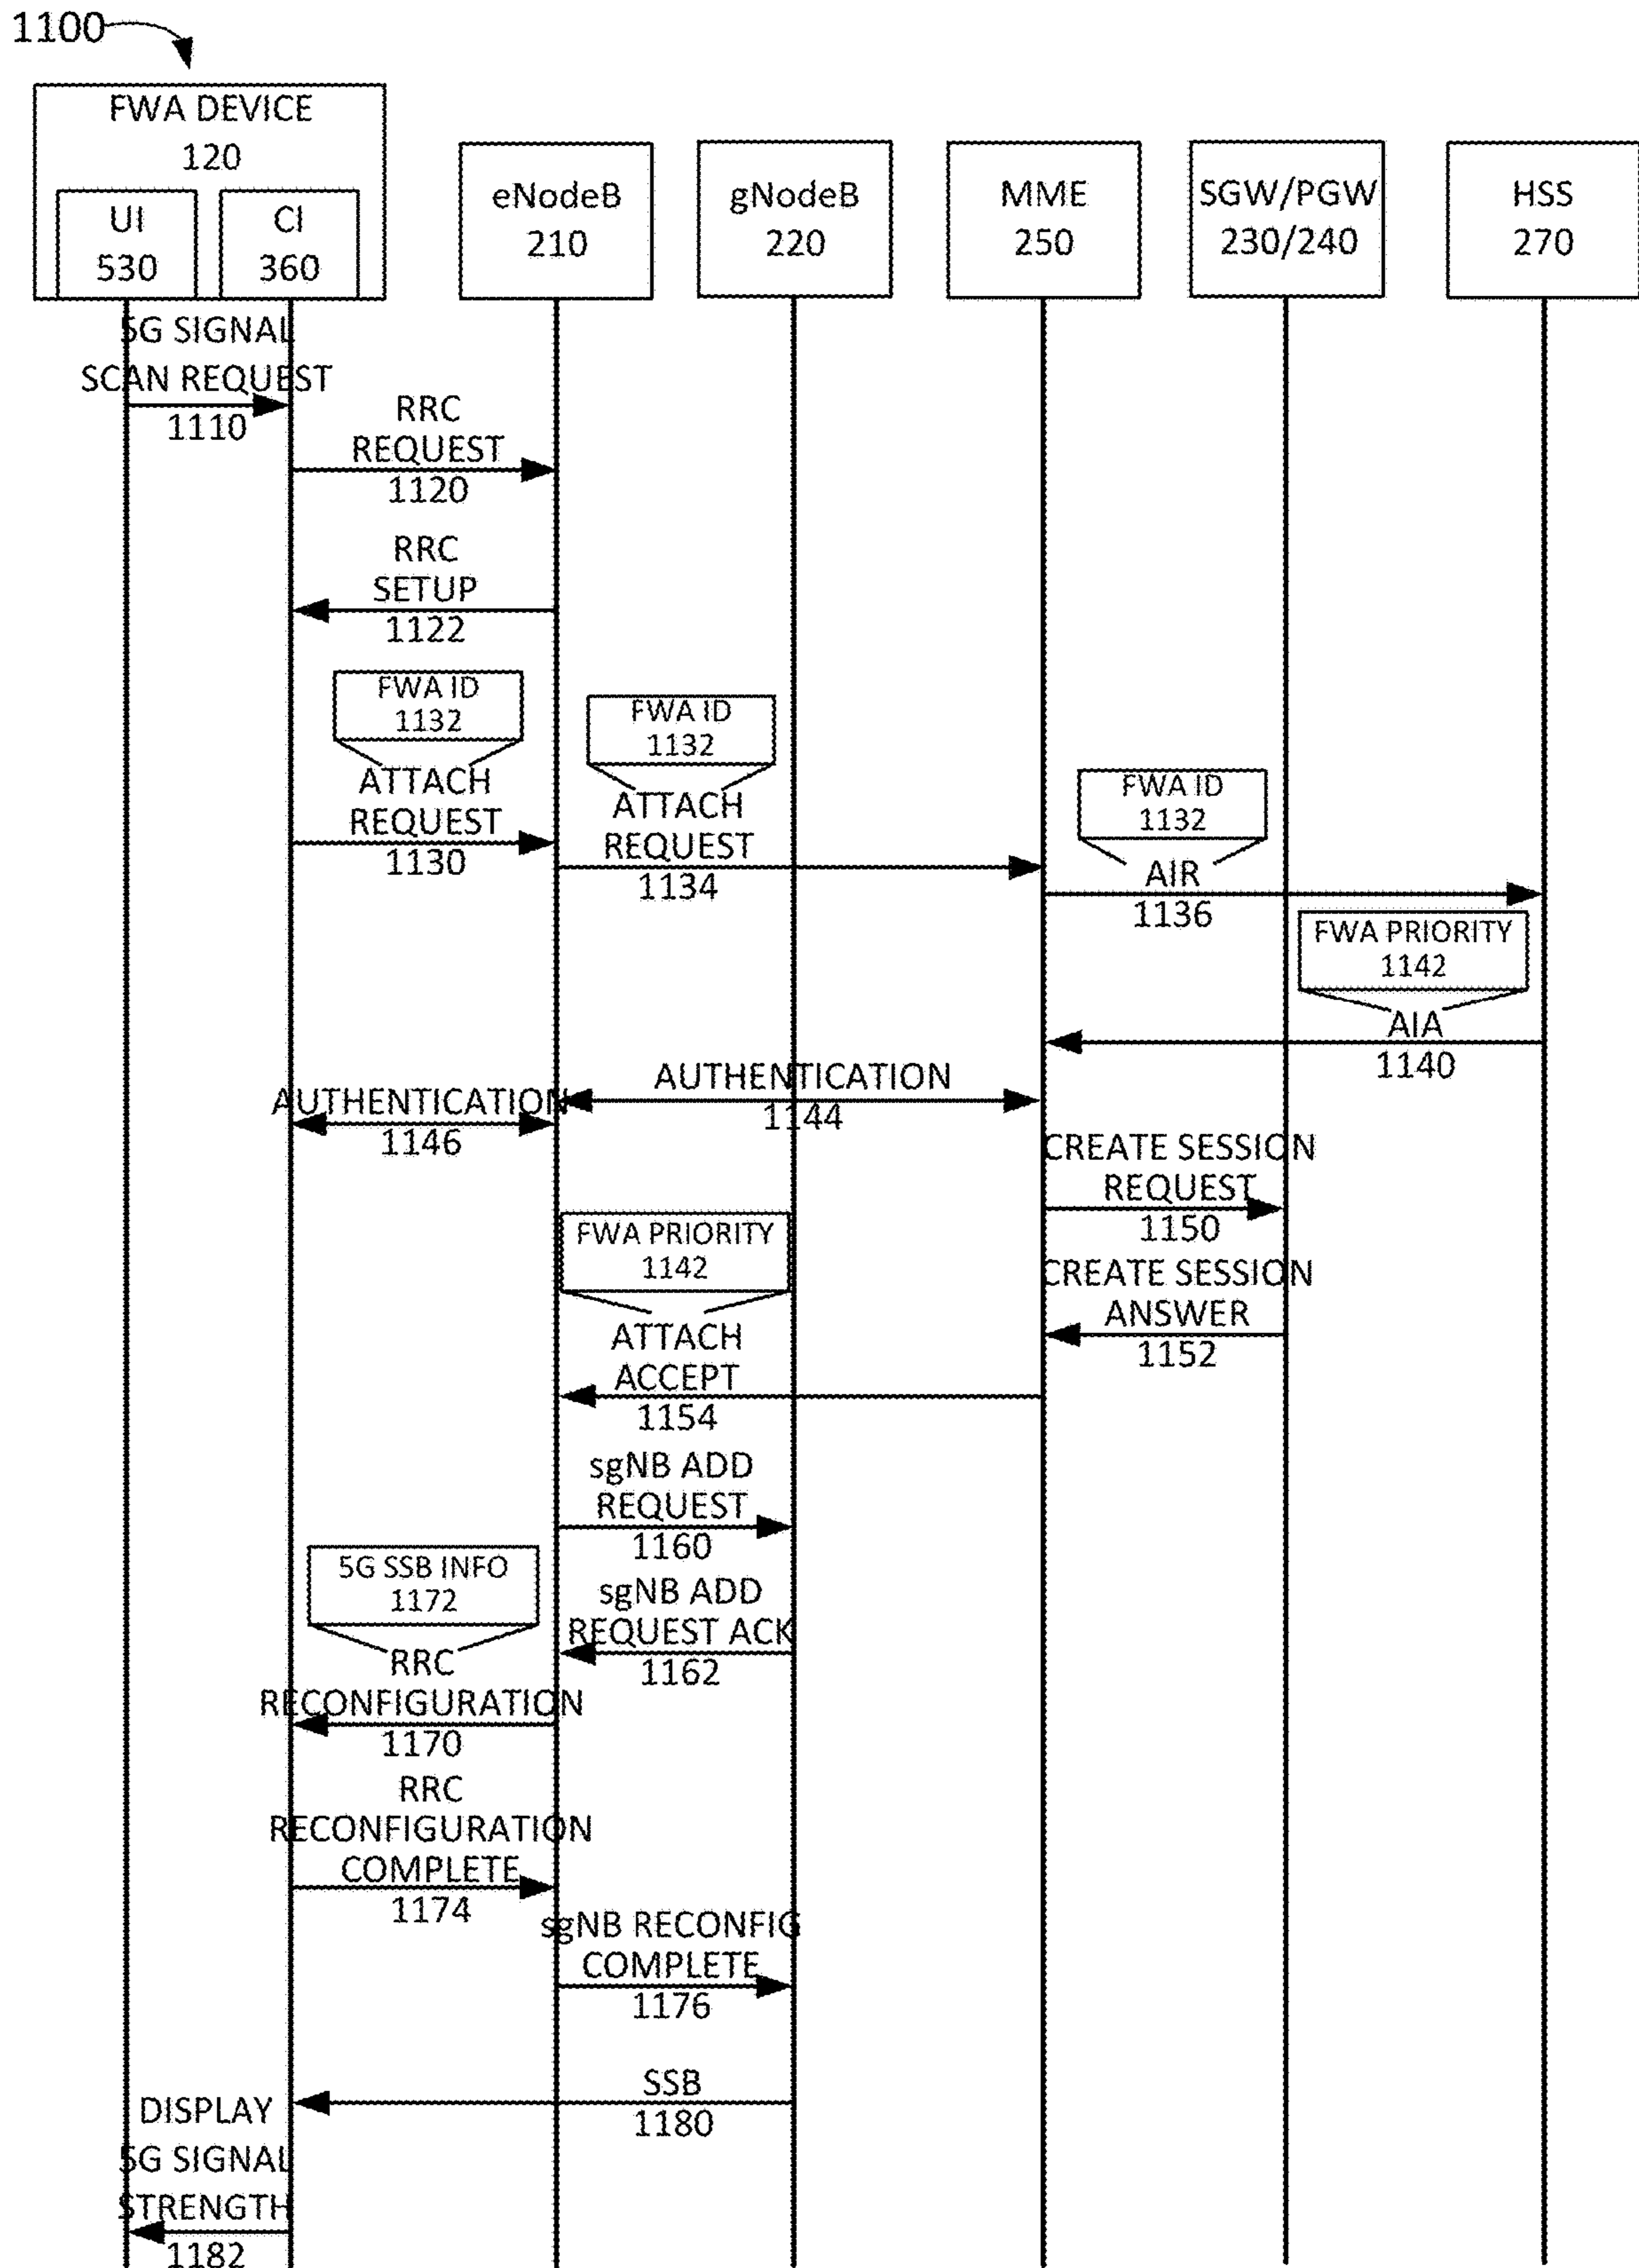 1100
FWA DEVICE
120
UI
530
CI
360
eNodeB
210
gNodeB
220
MME
250
SGW/PGW
230/240
HSS
270
5G SIGNAL
SCAN REQUEST
1110
RRC
REQUEST
1120
RRC
SETUP
1122
FWA ID
1132
ATTACH
REQUEST
1130
FWA ID
1132
ATTACH
REQUEST
1134
FWA ID
1132
AIR
1136
FWA PRIORITY
1142
AIA
1140
AUTHENTICATION
1144
AUTHENTICATION
1146
CREATE SESSION
REQUEST
1150
CREATE SESSION
ANSWER
1152
FWA PRIORITY
1142
ATTACH
ACCEPT
1154
sgNB ADD
REQUEST
1160
sgNB ADD
REQUEST ACK
1162
5G SSB INFO
1172
RRC
RECONFIGURATION
1170
RRC
RECONFIGURATION
COMPLETE
1174
sgNB RECONFIG
COMPLETE
1176
SSB
1180
DISPLAY
5G SIGNAL
STRENGTH
1182